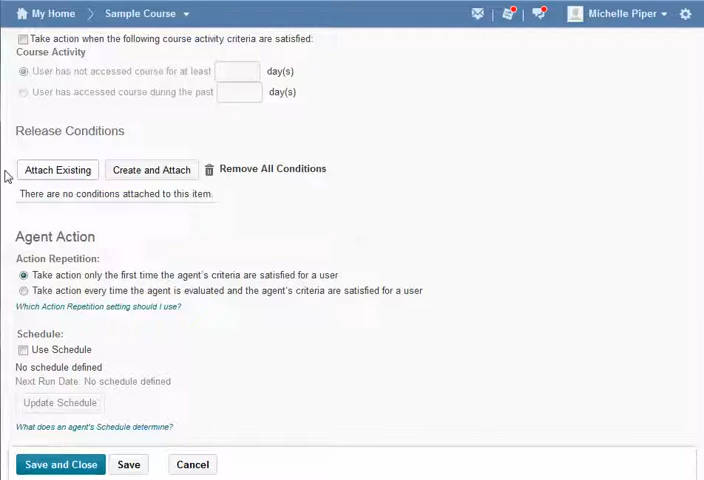 My Home
Sample Course
Michelle Piper
Take action when the following course activity criteria are satisfied:
Course Activity
User has not accessed course for at least day(s)
User has accessed course during the past day(s)
Release Conditions
Attach Existing Create and Attach Remove All Conditions
There are no conditions attached to this item.
Agent Action
Action Repetition:
Take action only the first time the agent's criteria are satisfied for a user
Take action every time the agent is evaluated and the agent's criteria are satisfied for a user
Which Action Repetition setting should I use?
Schedule:
Use Schedule
No schedule defined
Next Run Date: No schedule defined
Update Schedule
What does an agent's Schedule determine?
Save and Close Save Cancel